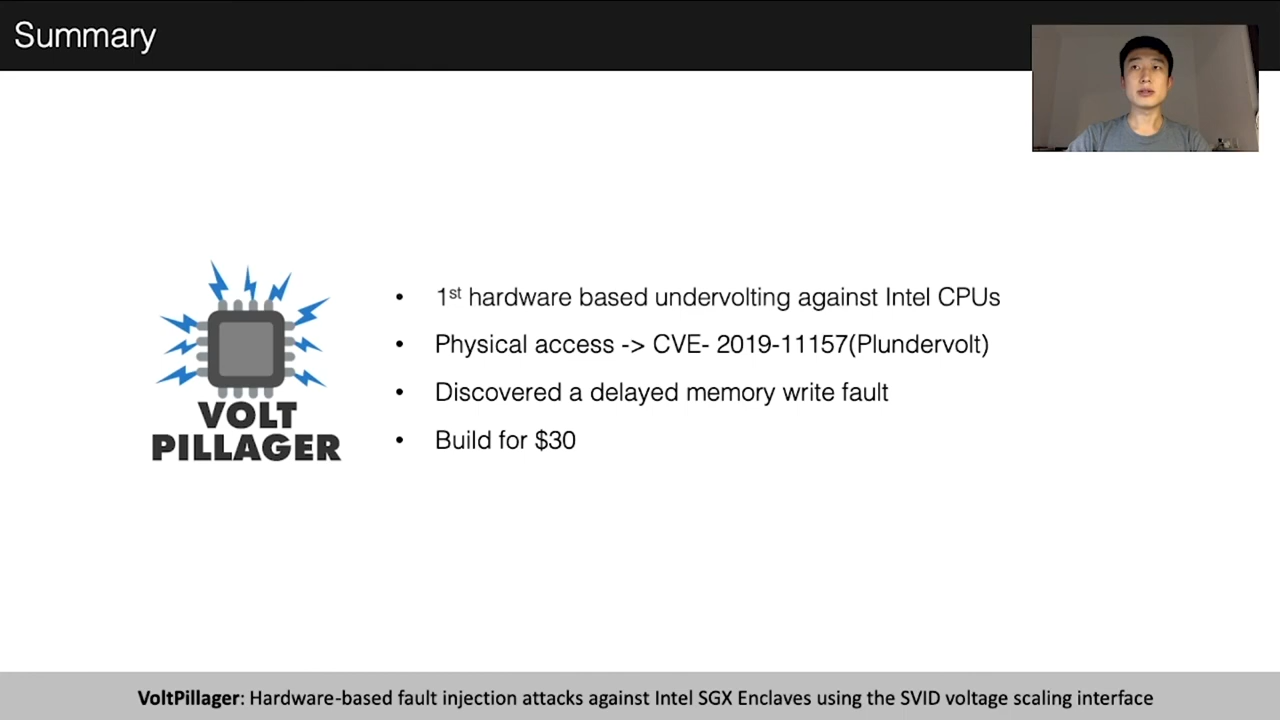 Summary
1st hardware based undervolting against Intel CPUs
Physical access -> CVE- 2019-11157(Plundervolt)
Discovered a delayed memory write fault
Build for $30
VOLT
PILLAGER
VoltPillager: Hardware-based fault injection attacks against Intel SGX Enclaves using the SVID voltage scaling interface